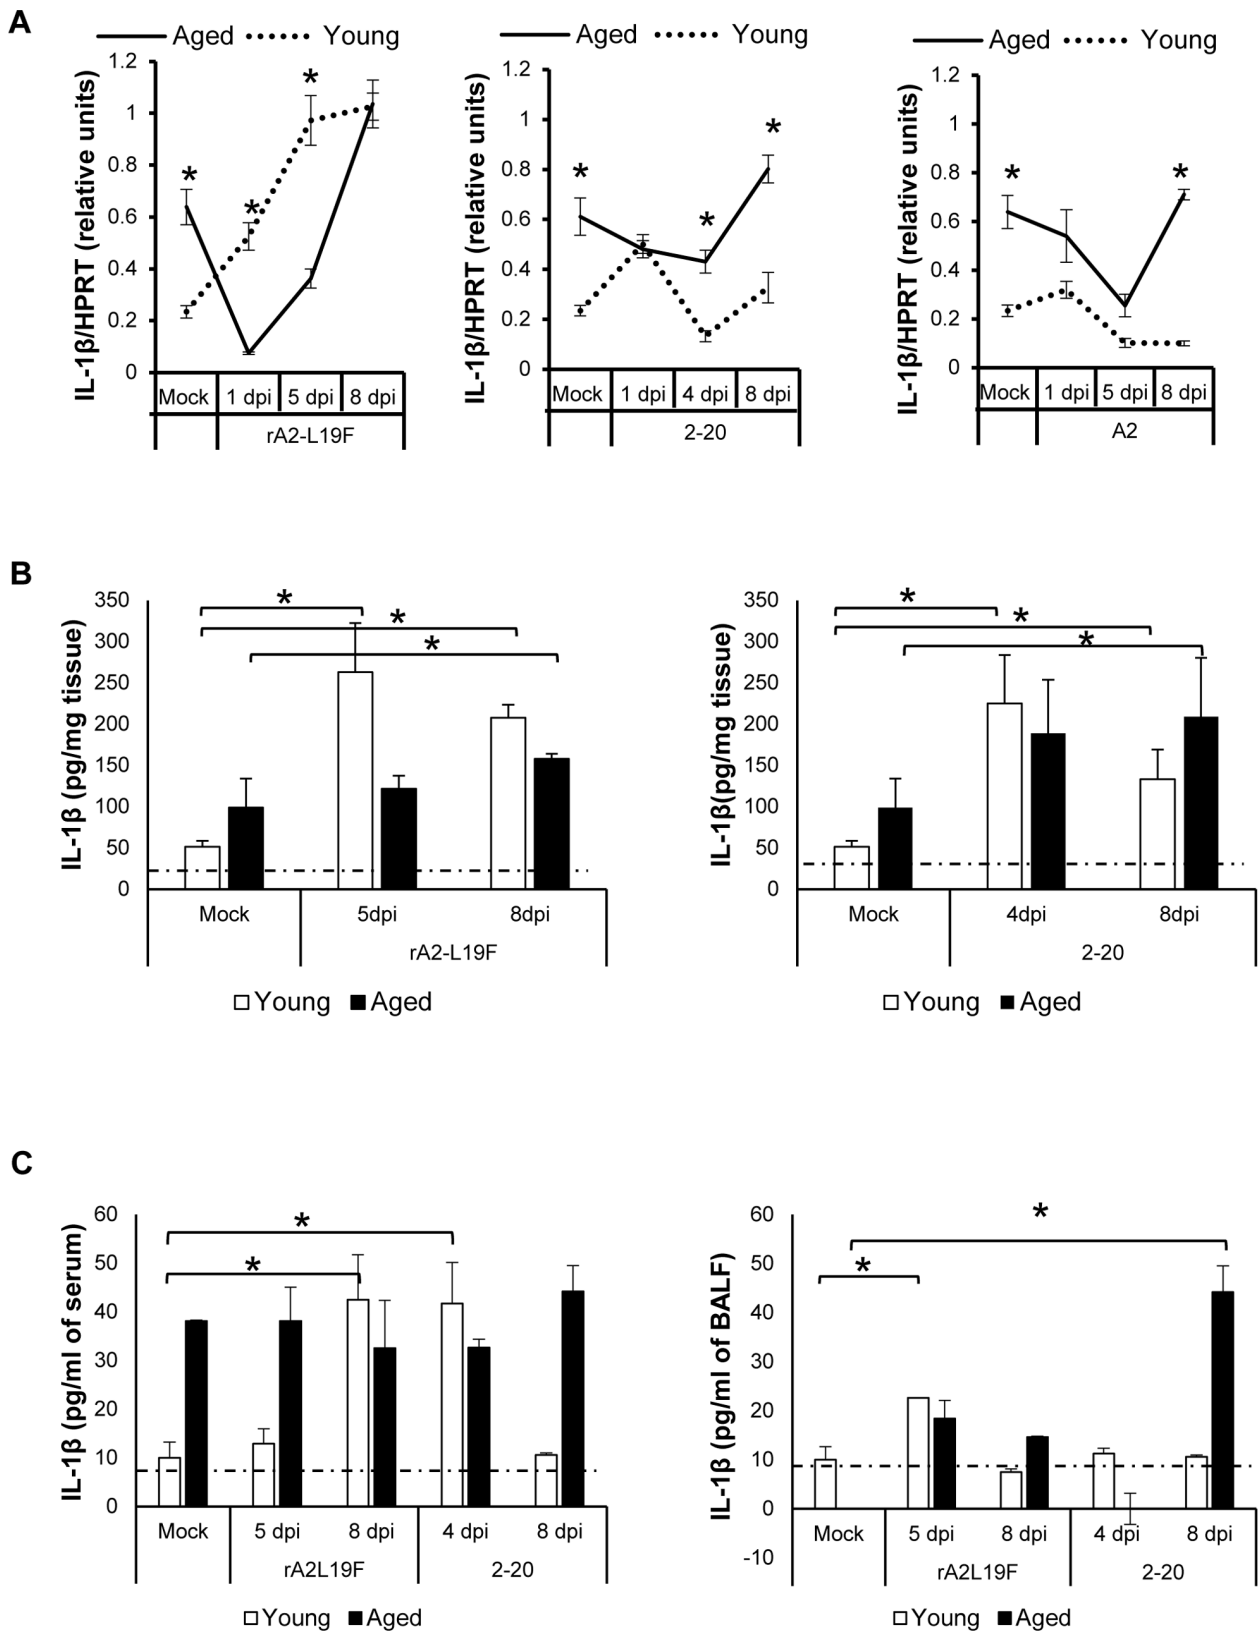 A
Aged Young
IL-1β/HPRT (relative units)
1.2
1
0.8
0.6
0.4
0.2
0
* * *
Mock 1 dpi 5 dpi 8 dpi
rA2-L19F
Aged Young
IL-1β/HPRT (relative units)
1.2
1
0.8
0.6
0.4
0.2
0
* * *
Mock 1 dpi 4 dpi 8 dpi
2-20
Aged Young
IL-1β/HPRT (relative units)
1.2
1
0.8
0.6
0.4
0.2
0
* *
Mock 1 dpi 5 dpi 8 dpi
A2
B
IL-1β (pg/mg tissue)
350
300
250
200
150
100
50
0
*
*
*
Mock 5dpi 8dpi
rA2-L19F
Young Aged
IL-1β(pg/mg tissue)
350
300
250
200
150
100
50
0
*
*
*
Mock 4dpi 8dpi
2-20
Young Aged
C
IL-1β (pg/ml of serum)
60
50
40
30
20
10
0
*
*
Mock 5 dpi 8 dpi 4 dpi 8 dpi
rA2L19F 2-20
Young Aged
IL-1β (pg/ml of BALF)
60
50
40
30
20
10
0
-10
*
*
Mock 5 dpi 8 dpi 4 dpi 8 dpi
rA2L19F 2-20
Young Aged